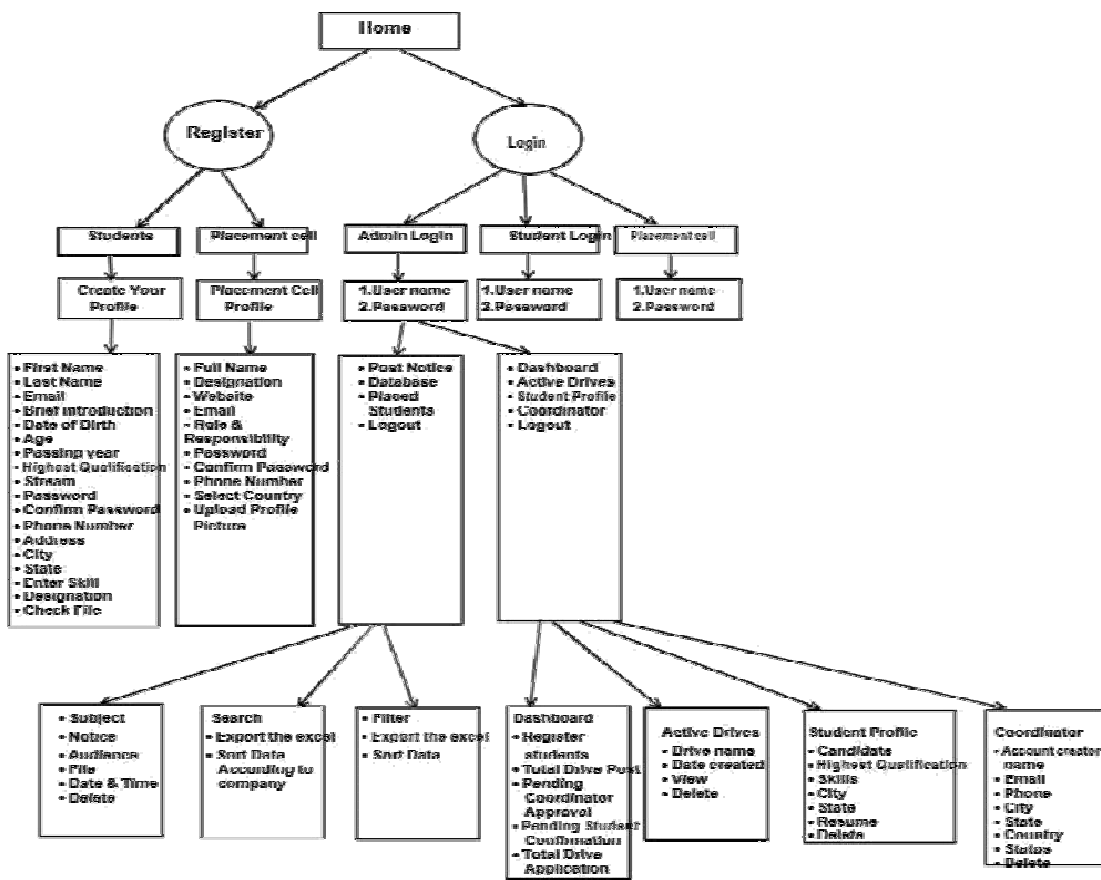 Home
Register
Login
Students
Placement cell
Admin Login
Student Login
Placement cell
Create Your
Profile
Placement Cell
Profile
1.User name
2.Password
1.User name
3.Password
1.User name
2.Password
• First Name
• Last Name
• Email
• Brief Introduction
- Date of Birth
• Age
• Passing year
- Highest Qualification
• Stream
- Password
• Confirm Password
• Phone Number
• Address
• City
• State
- Enter Skill
• Designation
• Check File
• Full Name
• Designation
• Website
• Email
- Role &
Responsibility
• Password
- Confirm Password
• Phone Number
- Select Country
• Upload Profile
Picture
• Post Notice
• Database
• Placed
Students
- Logout
• Dashboard
• Active Drives
• Student Profile
• Coordinator
- Logout
• Subject
• Notice
• Audience
• File
• Date & Time
• Delete
Search
• Export the excel
• Sort Data
According to
company
• Filter
- Export the excel
• Sort Data
Dashboard
• Register
students
• Total Drive Post
• Pending
Coordinator
Approval
• Pending Student
Confirmation
• Total Drive
Application
Active Drives
• Drive name
• Date created
• View
• Delete
Student Profile
• Candidate
• Highest Qualification
• Skills
• City
• State
• Resume
• Delete
Coordinator
• Account creator
name
• Email
• Phone
• City
• State
• Country
• Status
• Delete